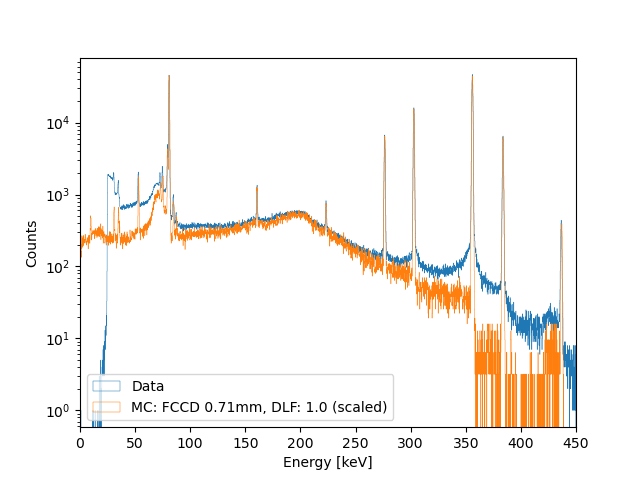 10⁴
10³
10²
10¹
10⁰
Counts
Data
MC: FCCD 0.71mm, DLF: 1.0 (scaled)
0 50 100 150 200 250 300 350 400 450
Energy [keV]